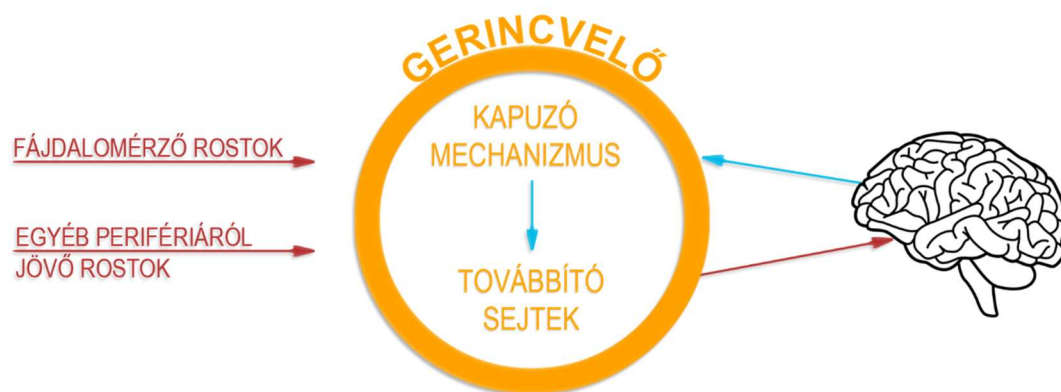 GERINCVELŐ
KAPUZÓ
MECHANIZMUS
FÁJDALOMÉRZŐ ROSTOK
EGYÉB PERIFÉRIÁRÓL
JÖVŐ ROSTOK
TOVÁBBÍTÓ
SEJTEK